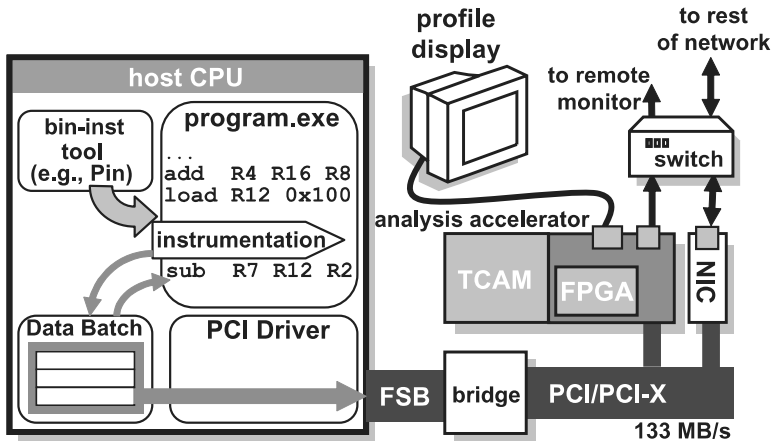 host CPU
bin-inst
tool
(e.g., Pin)
program.exe
...
add R4 R16 R8
load R12 0x100
instrumentation
sub R7 R12 R2
Data Batch
PCI Driver
profile
display
to remote
monitor
to rest
of network
switch
analysis accelerator
TCAM
FPGA
NIC
FSB
bridge
PCI/PCI-X
133 MB/s